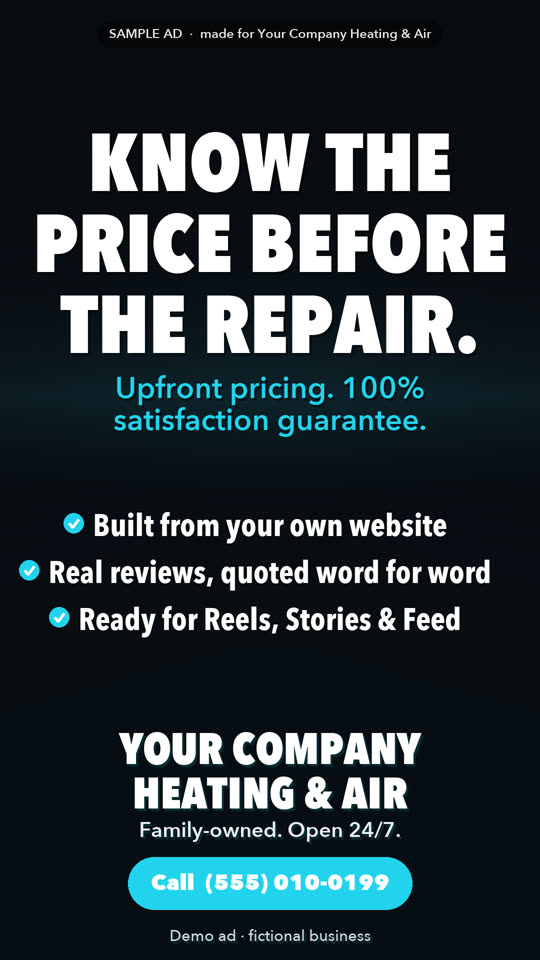 SAMPLE AD · made for Your Company Heating & Air
KNOW THE
PRICE BEFORE
THE REPAIR.
Upfront pricing. 100%
satisfaction guarantee.
Built from your own website
Real reviews, quoted word for word
Ready for Reels, Stories & Feed
YOUR COMPANY
HEATING & AIR
Family-owned. Open 24/7.
Call (555) 010-0199
Demo ad · fictional business